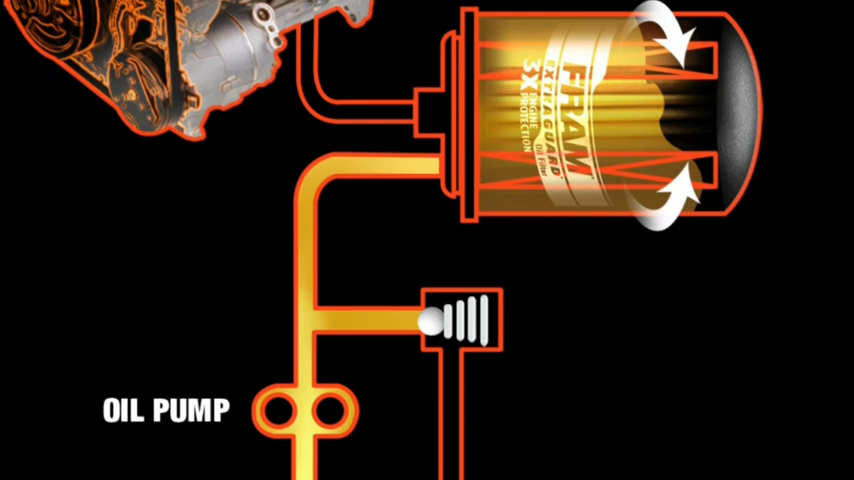 FRAM
EXTRA GUARD
Oil Filter
3X
ENGINE
PROTECTION
OIL PUMP